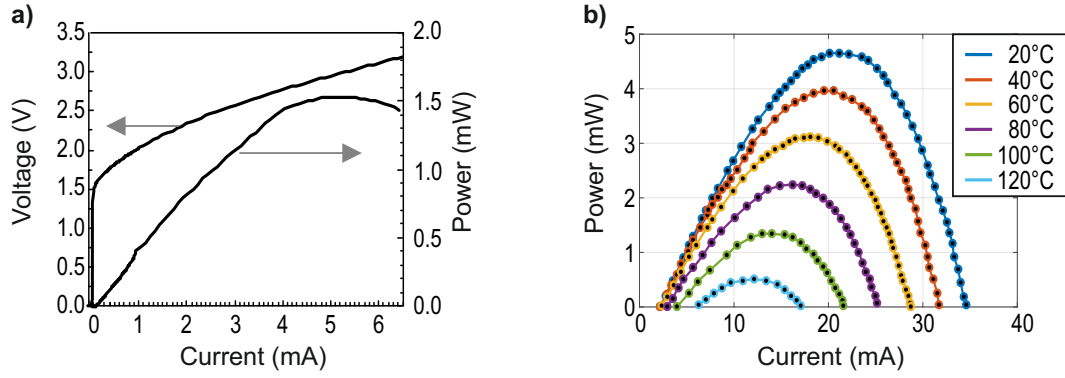 a)
3.5
3.0
2.5
2.0
1.5
1.0
0.5
0.0
Voltage (V)
0 1 2 3 4 5 6
Current (mA)
2.0
1.5
1.0
0.5
0.0
Power (mW)
b)
5
4
3
2
1
0
Power (mW)
10 20 30 40
Current (mA)
20°C
40°C
60°C
80°C
100°C
120°C